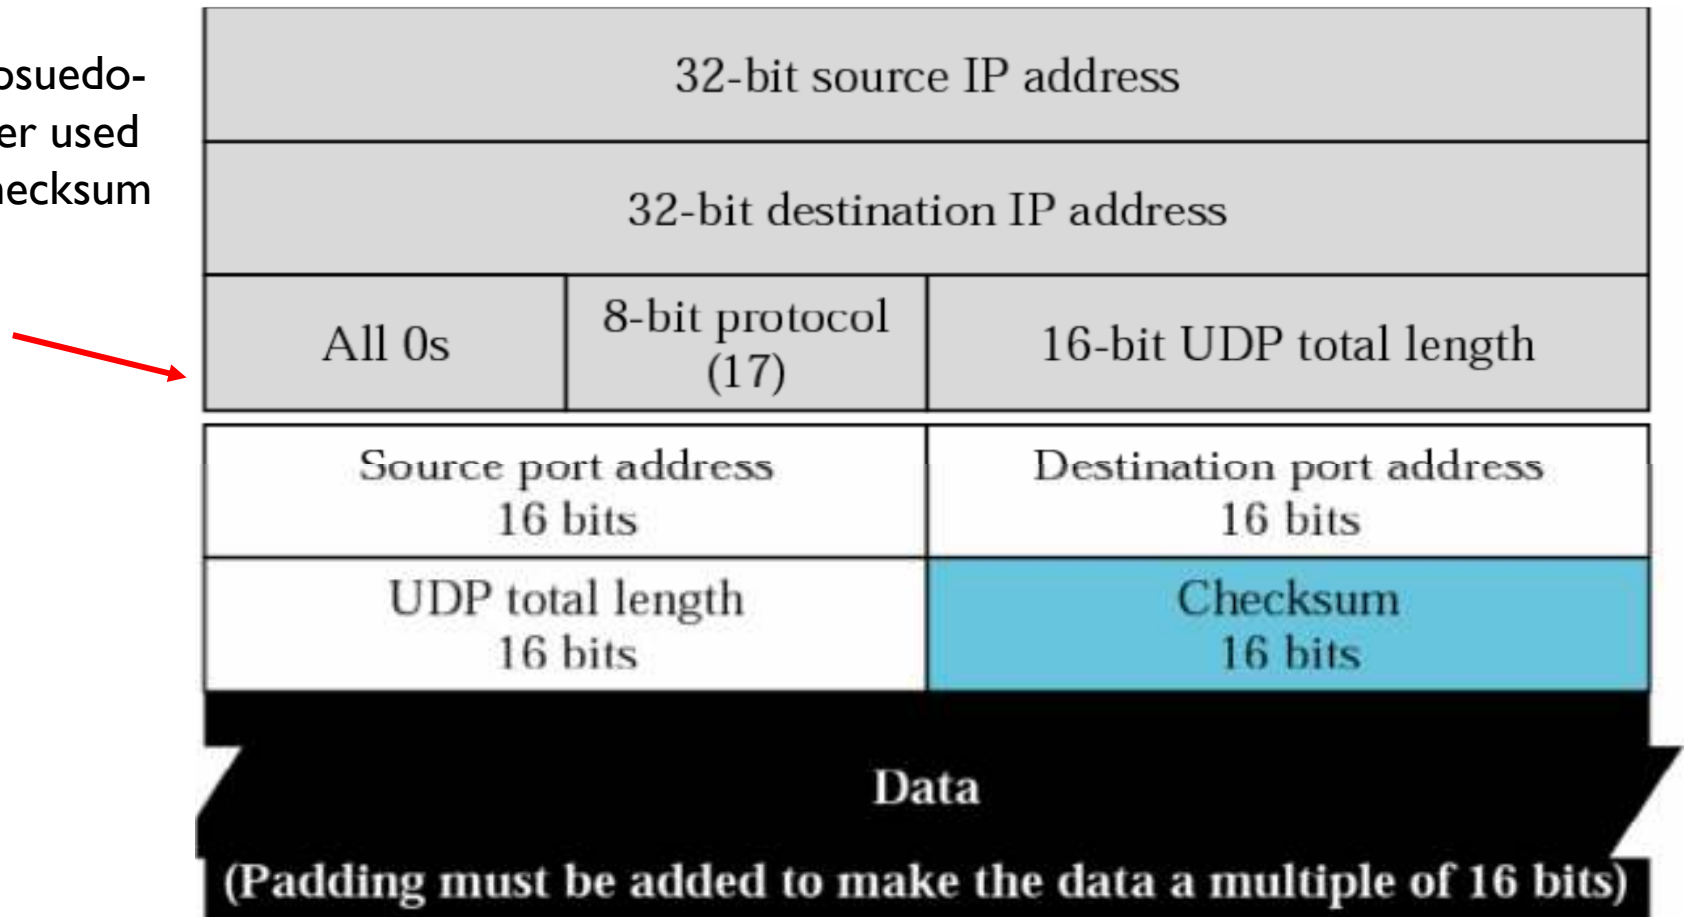 osuedo-
er used
hecksum
32-bit source IP address
32-bit destination IP address
All 0s
8-bit protocol
(17)
16-bit UDP total length
Source port address
16 bits
Destination port address
16 bits
UDP total length
16 bits
Checksum
16 bits
Data
(Padding must be added to make the data a multiple of 16 bits)